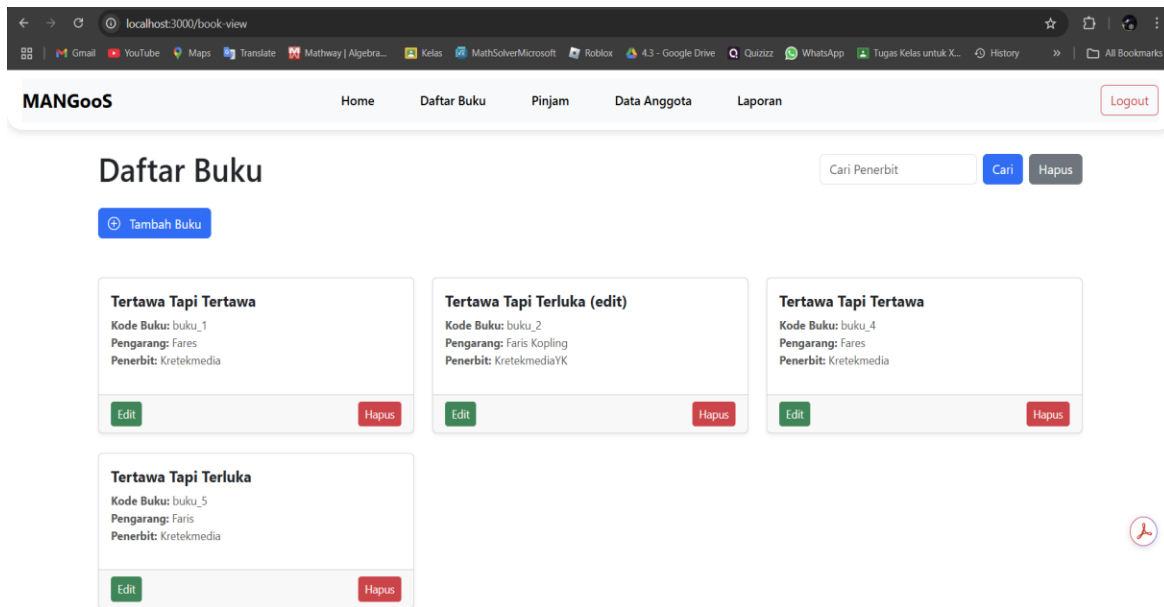 localhost:3000/book-view
Gmail YouTube Maps Translate Mathway | Algebra... Kelas MathSolverMicrosoft Roblox 4.3 - Google Drive Quizizz WhatsApp Tugas Kelas untuk X... History » All Bookmarks
MANGooS Home Daftar Buku Pinjam Data Anggota Laporan Logout
Daftar Buku Cari Penerbit Cari Hapus
Tambah Buku
Tertawa Tapi Tertawa
Kode Buku: buku_1
Pengarang: Fares
Penerbit: Kretekmedia
Edit Hapus
Tertawa Tapi Terluka (edit)
Kode Buku: buku_2
Pengarang: Faris Kopling
Penerbit: KretekmediaYK
Edit Hapus
Tertawa Tapi Tertawa
Kode Buku: buku_4
Pengarang: Fares
Penerbit: Kretekmedia
Edit Hapus
Tertawa Tapi Terluka
Kode Buku: buku_5
Pengarang: Faris
Penerbit: Kretekmedia
Edit Hapus